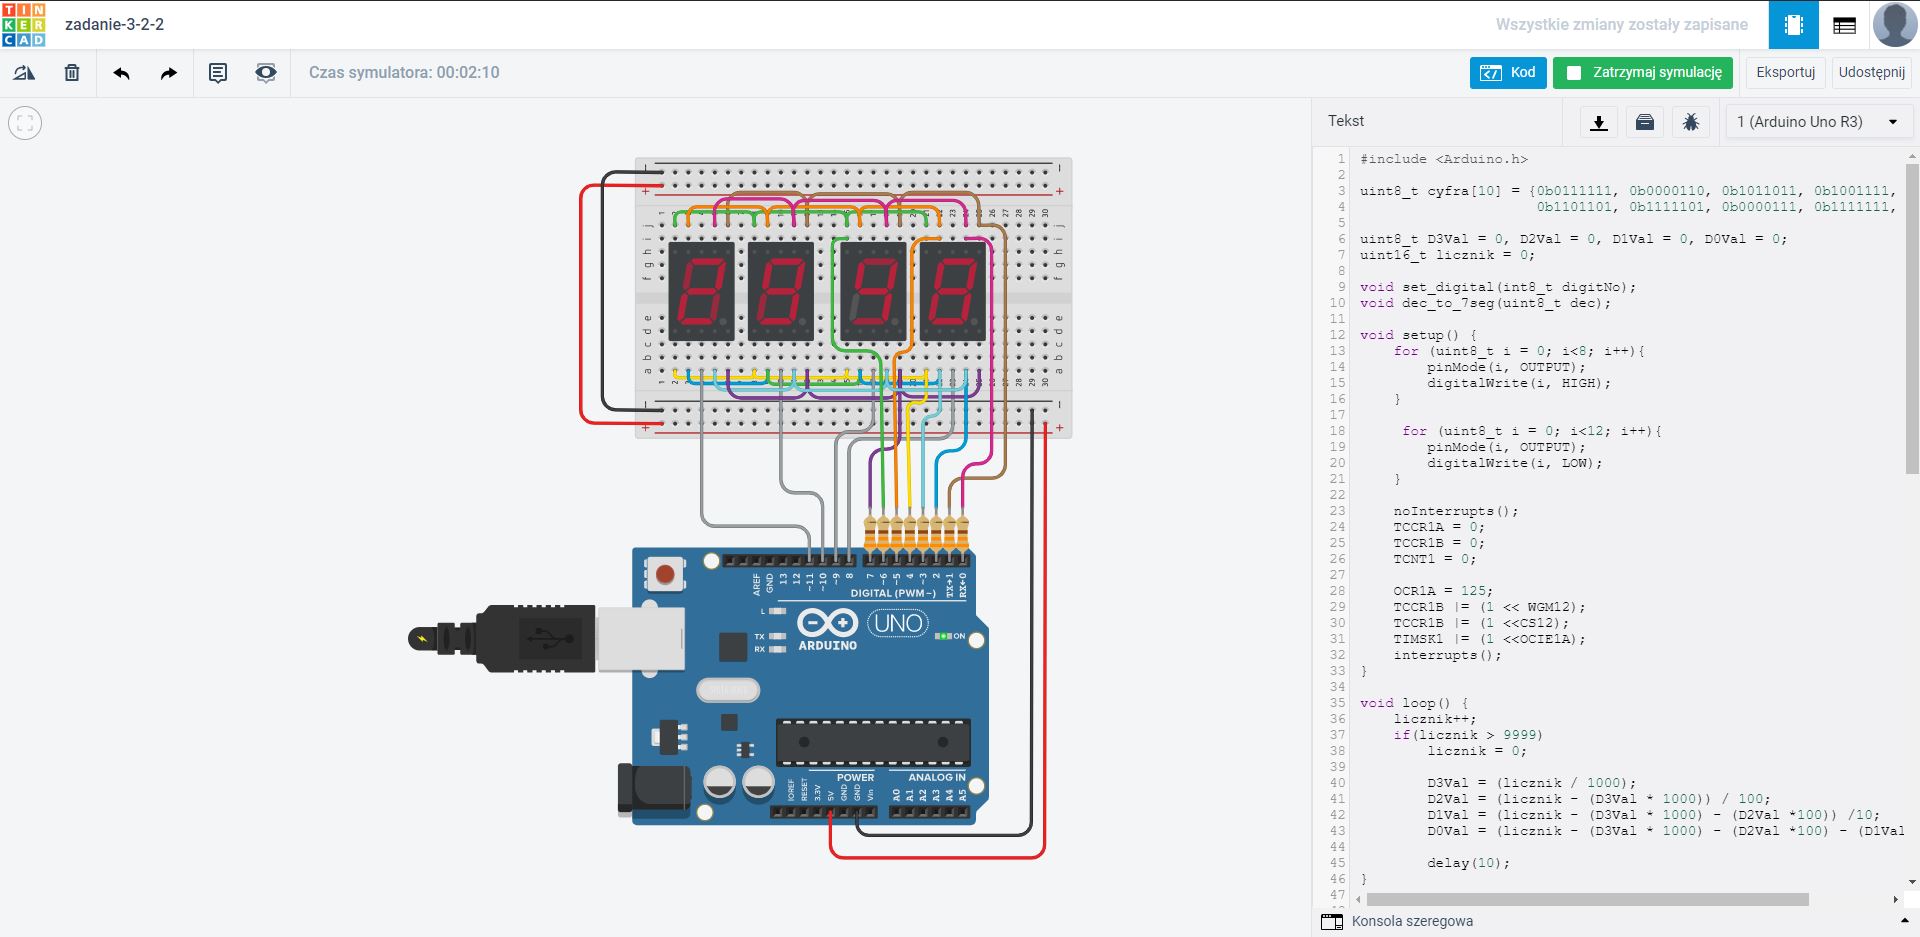 TIN
KER
CAD
zadanie-3-2-2
Wszystkie zmiany zostały zapisane
Czas symulatora: 00:02:10
Kod
Zatrzymaj symulację
Eksportuj
Udostępnij
Tekst
1 (Arduino Uno R3)
1 #include <Arduino.h>
2
3 uint8_t cyfra[10] = {0b0111111, 0b0000110, 0b1011011, 0b1001111,
4 0b1101101, 0b1111101, 0b0000111, 0b1111111,
5
6 uint8_t D3Val = 0, D2Val = 0, D1Val = 0, D0Val = 0;
7 uint16_t licznik = 0;
8
9 void set_digital(int8_t digitNo);
10 void dec_to_7seg(uint8_t dec);
11
12 void setup() {
13 for (uint8_t i = 0; i<8; i++){
14 pinMode(i, OUTPUT);
15 digitalWrite(i, HIGH);
16 }
17
18 for (uint8_t i = 0; i<12; i++){
19 pinMode(i, OUTPUT);
20 digitalWrite(i, LOW);
21 }
22
23 noInterrupts();
24 TCCR1A = 0;
25 TCCR1B = 0;
26 TCNT1 = 0;
27
28 OCR1A = 125;
29 TCCR1B |= (1 << WGM12);
30 TCCR1B |= (1 <<CS12);
31 TIMSK1 |= (1 <<OCIE1A);
32 interrupts();
33 }
34
35 void loop() {
36 licznik++;
37 if(licznik > 9999)
38 licznik = 0;
39
40 D3Val = (licznik / 1000);
41 D2Val = (licznik - (D3Val * 1000)) / 100;
42 D1Val = (licznik - (D3Val * 1000) - (D2Val *100)) /10;
43 D0Val = (licznik - (D3Val * 1000) - (D2Val *100) - (D1Val
44
45 delay(10);
46 }
47
Konsola szeregowa
AREF
GND
13
12
~11
~10
~9
8
7
~6
~5
4
~3
2
TX→1
RX←0
DIGITAL (PWM~)
L
TX
RX
UNO
ARDUINO
ON
POWER
ANALOG IN
IOREF
RESET
3.3V
5V
GND
GND
Vin
A0
A1
A2
A3
A4
A5